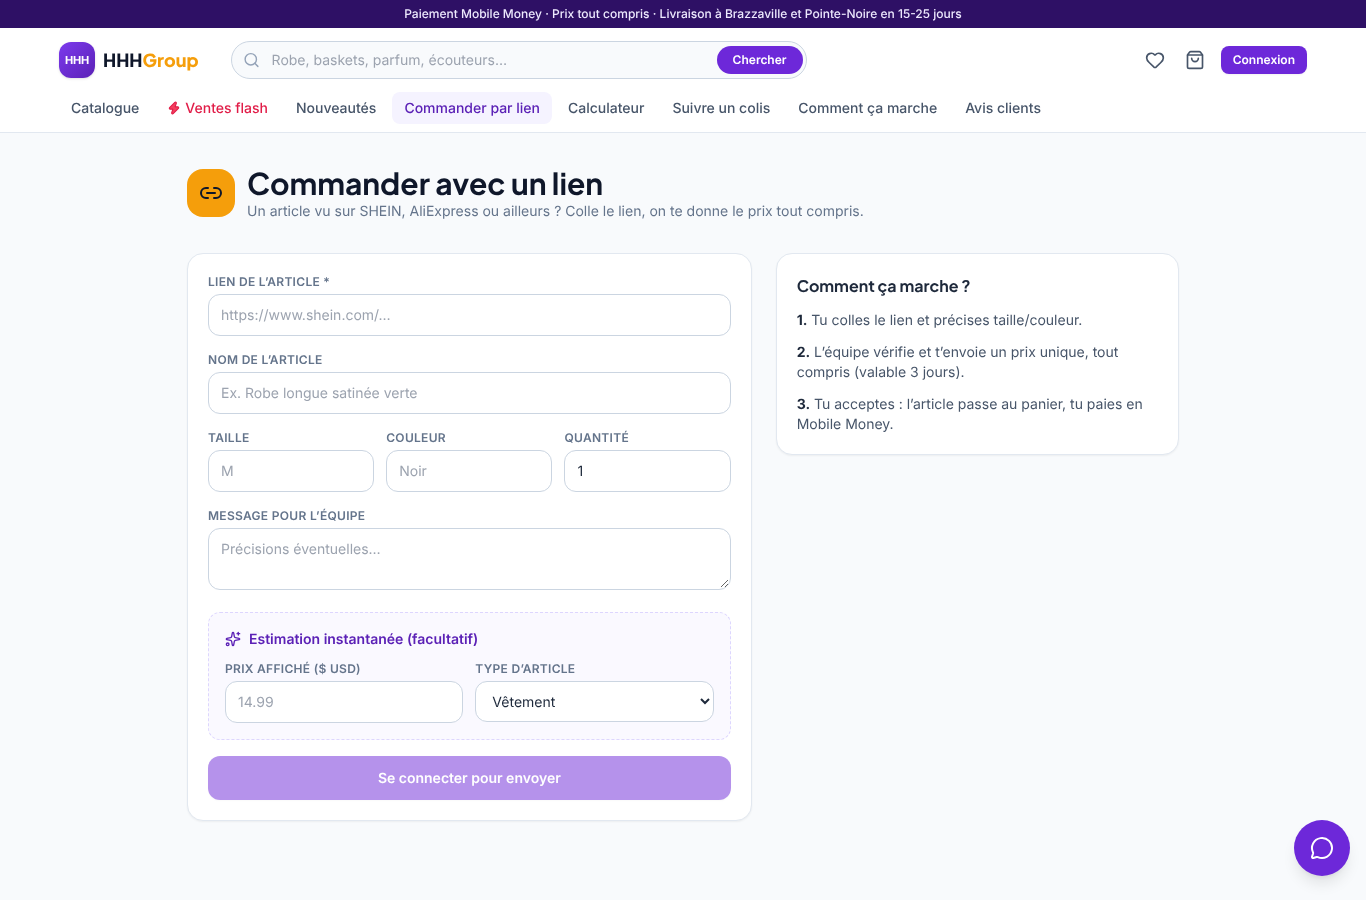 Paiement Mobile Money · Prix tout compris · Livraison à Brazzaville et Pointe-Noire en 15-25 jours
HHH HHHGroup
Robe, baskets, parfum, écouteurs...
Chercher
Connexion
Catalogue
Ventes flash
Nouveautés
Commander par lien
Calculateur
Suivre un colis
Comment ça marche
Avis clients
Commander avec un lien
Un article vu sur SHEIN, AliExpress ou ailleurs ? Colle le lien, on te donne le prix tout compris.
LIEN DE L’ARTICLE *
https://www.shein.com/...
NOM DE L’ARTICLE
Ex. Robe longue satinée verte
TAILLE
COULEUR
QUANTITÉ
M
Noir
1
MESSAGE POUR L’ÉQUIPE
Précisions éventuelles...
Estimation instantanée (facultatif)
PRIX AFFICHÉ ($ USD)
TYPE D’ARTICLE
14.99
Vêtement
Se connecter pour envoyer
Comment ça marche ?
1. Tu colles le lien et précises taille/couleur.
2. L’équipe vérifie et t’envoie un prix unique, tout
compris (valable 3 jours).
3. Tu acceptes : l’article passe au panier, tu paies en
Mobile Money.